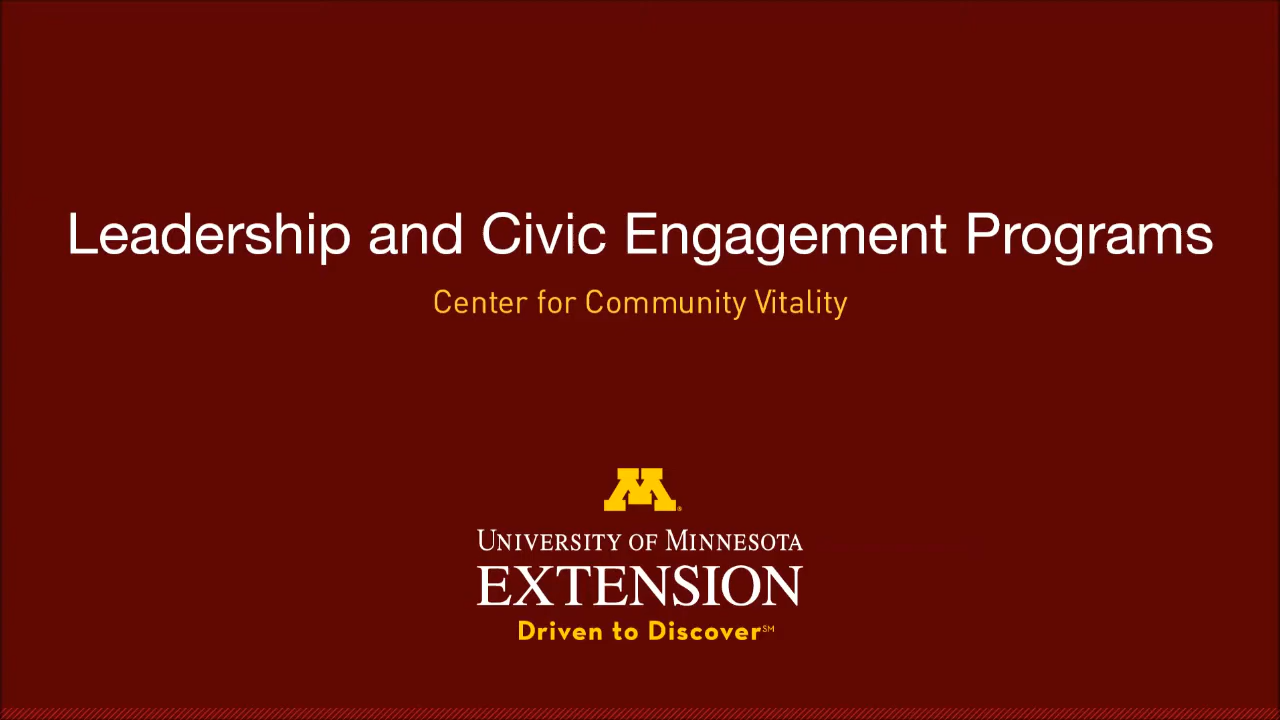 Leadership and Civic Engagement Programs
Center for Community Vitality
M®
UNIVERSITY OF MINNESOTA
EXTENSION
Driven to Discover℠